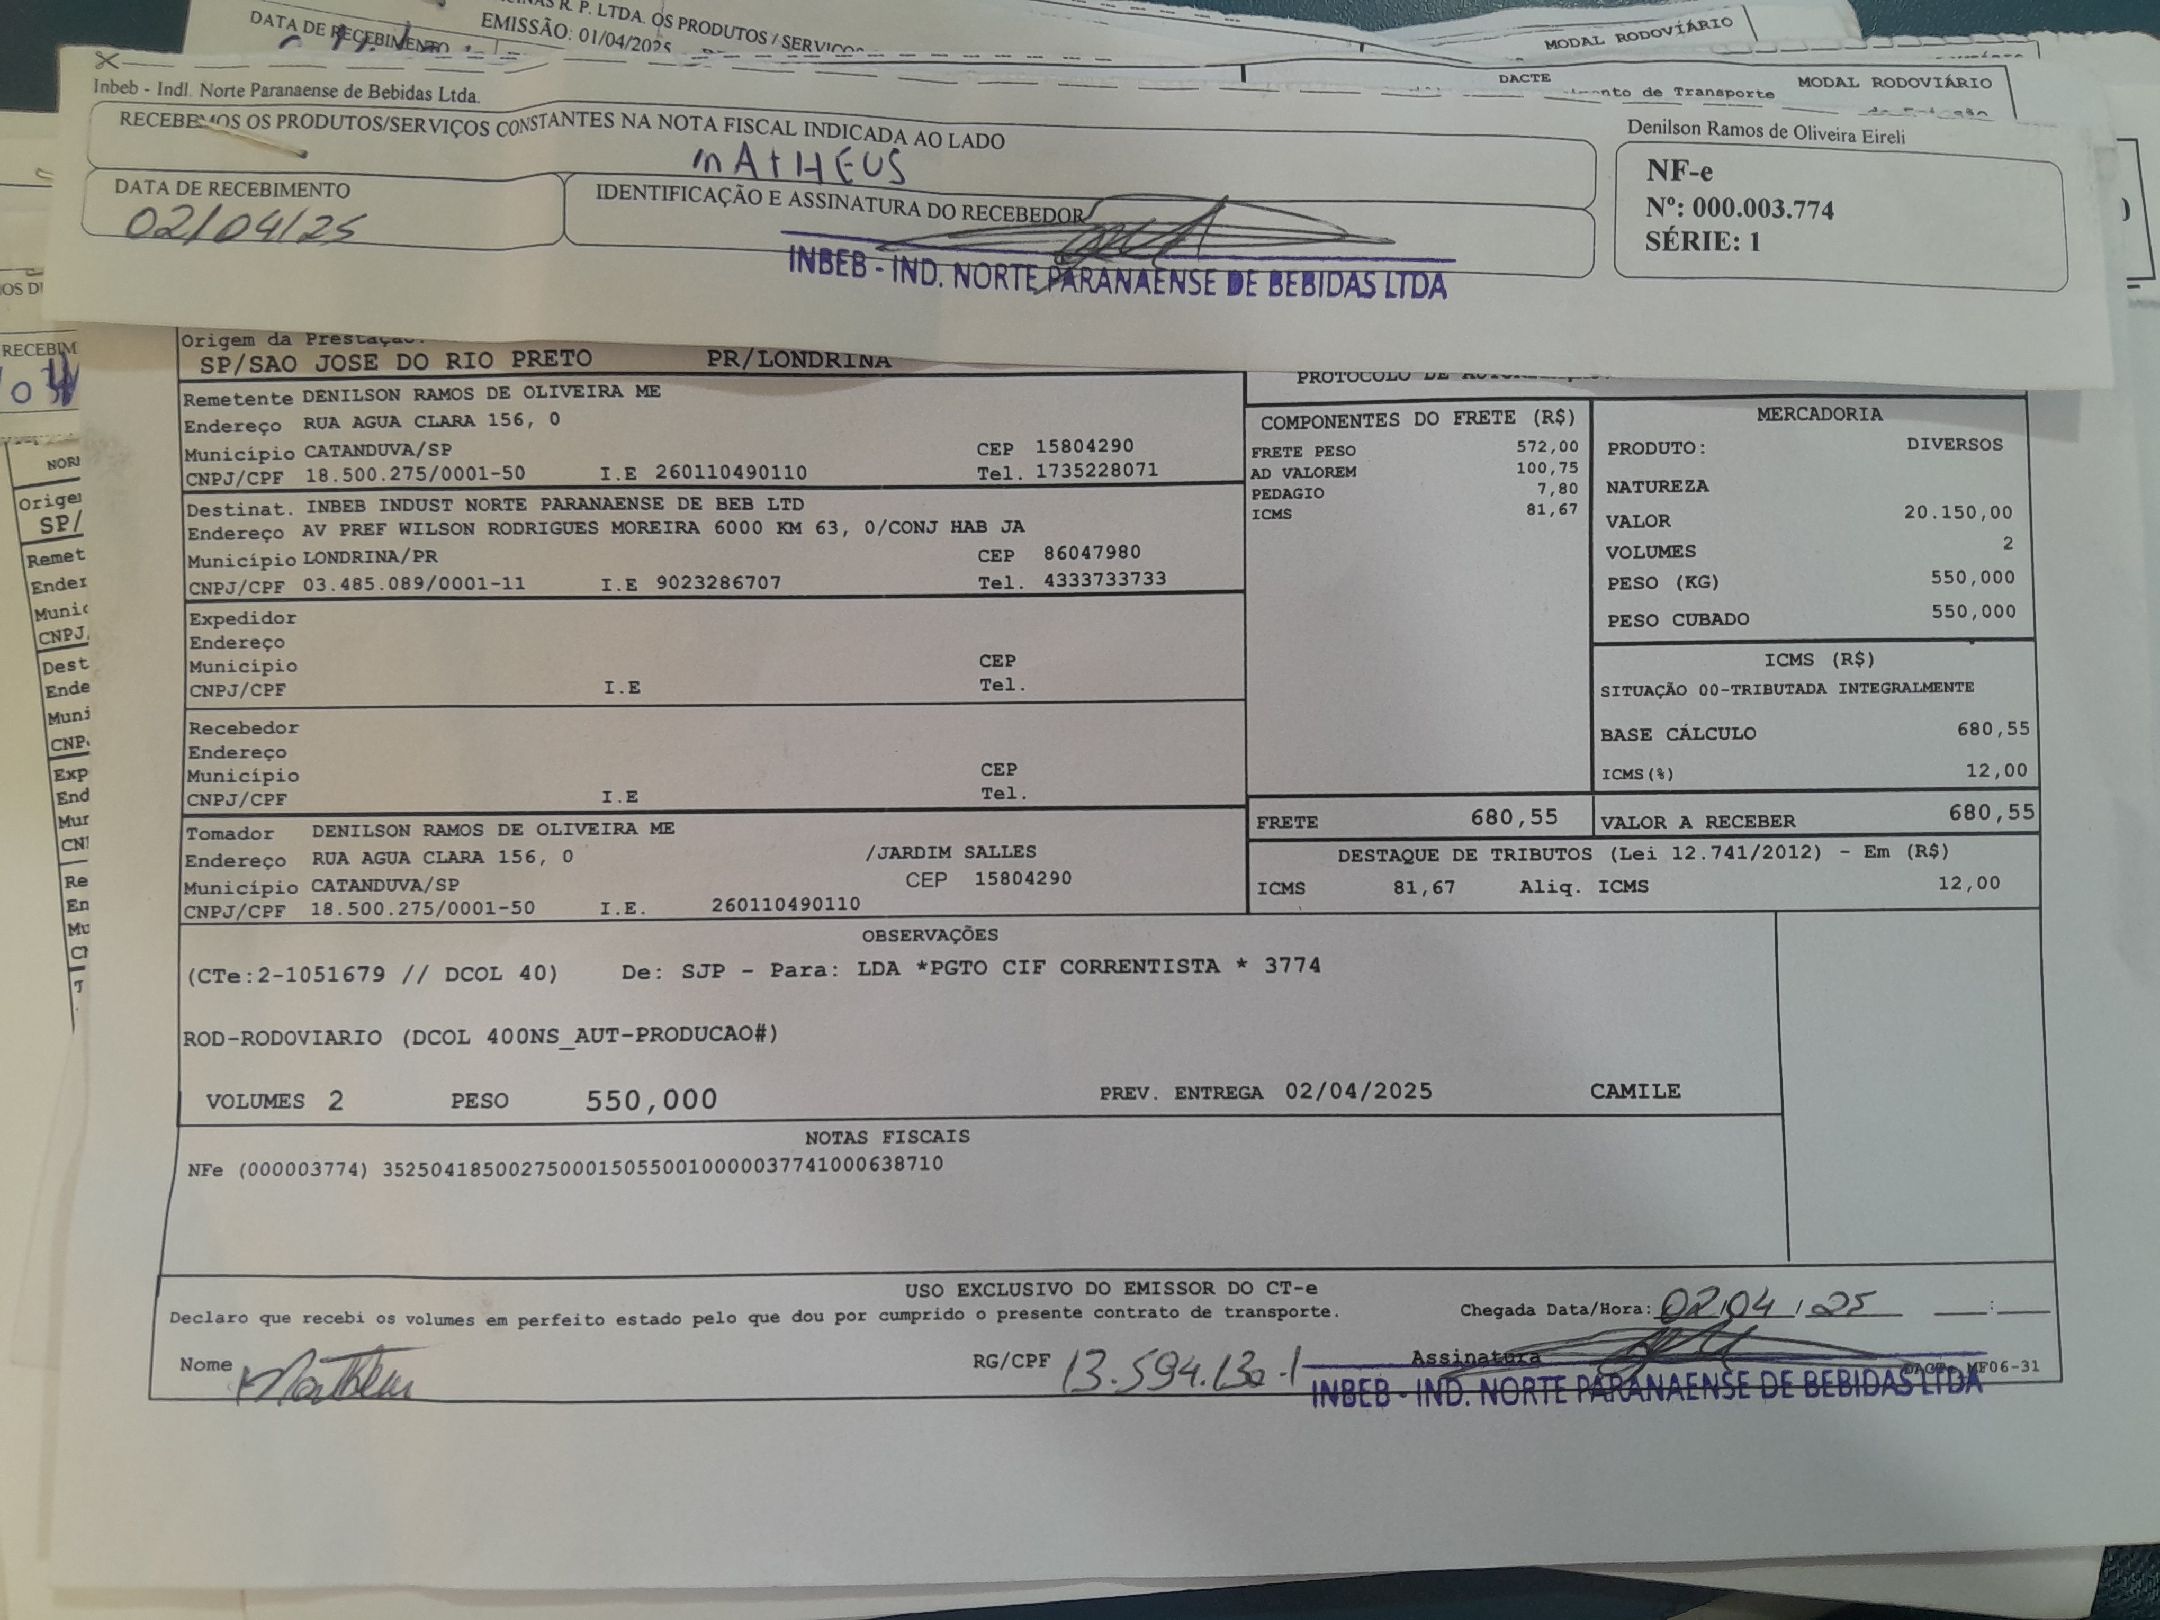 DATA DE RECEBIMENTO
R. P. LTDA. OS PRODUTOS / SERVIÇOS
EMISSÃO: 01/04/2025
MODAL RODOVIÁRIO
DACTE
MODAL RODOVIÁRIO
de Transporte
Inbeb - Indl. Norte Paranaense de Bebidas Ltda.
RECEBEMOS OS PRODUTOS/SERVIÇOS CONSTANTES NA NOTA FISCAL INDICADA AO LADO
MATHEUS
Denilson Ramos de Oliveira Eireli
NF-e
Nº: 000.003.774
SÉRIE: 1
DATA DE RECEBIMENTO
02/04/25
IDENTIFICAÇÃO E ASSINATURA DO RECEBEDOR
INBEB - IND. NORTE PARANAENSE DE BEBIDAS LTDA
Origem da Prestação
SP/SAO JOSE DO RIO PRETO PR/LONDRINA
Remetente DENILSON RAMOS DE OLIVEIRA ME
Endereço RUA AGUA CLARA 156, 0
Município CATANDUVA/SP CEP 15804290
CNPJ/CPF 18.500.275/0001-50 I.E 260110490110 Tel. 1735228071
Destinat. INBEB INDUST NORTE PARANAENSE DE BEB LTD
Endereço AV PREF WILSON RODRIGUES MOREIRA 6000 KM 63, 0/CONJ HAB JA
Município LONDRINA/PR CEP 86047980
CNPJ/CPF 03.485.089/0001-11 I.E 9023286707 Tel. 4333733733
Expedidor
Endereço
Município CEP
CNPJ/CPF I.E Tel.
Recebedor
Endereço
Município CEP
CNPJ/CPF I.E Tel.
Tomador DENILSON RAMOS DE OLIVEIRA ME
Endereço RUA AGUA CLARA 156, 0 /JARDIM SALLES
Município CATANDUVA/SP CEP 15804290
CNPJ/CPF 18.500.275/0001-50 I.E. 260110490110
PROTOCOLO DE
COMPONENTES DO FRETE (R$)
FRETE PESO 572,00
AD VALOREM 100,75
PEDAGIO 7,80
ICMS 81,67
MERCADORIA
PRODUTO: DIVERSOS
NATUREZA
VALOR 20.150,00
VOLUMES 2
PESO (KG) 550,000
PESO CUBADO 550,000
ICMS (R$)
SITUAÇÃO 00-TRIBUTADA INTEGRALMENTE
BASE CÁLCULO 680,55
ICMS(%) 12,00
FRETE 680,55 VALOR A RECEBER 680,55
DESTAQUE DE TRIBUTOS (Lei 12.741/2012) - Em (R$)
ICMS 81,67 Aliq. ICMS 12,00
OBSERVAÇÕES
(CTe:2-1051679 // DCOL 40) De: SJP - Para: LDA *PGTO CIF CORRENTISTA * 3774
ROD-RODOVIARIO (DCOL 400NS_AUT-PRODUCAO#)
VOLUMES 2 PESO 550,000 PREV. ENTREGA 02/04/2025 CAMILE
NOTAS FISCAIS
NFe (000003774) 35250418500275000150550010000037741000638710
USO EXCLUSIVO DO EMISSOR DO CT-e
Declaro que recebi os volumes em perfeito estado pelo que dou por cumprido o presente contrato de transporte. Chegada Data/Hora: 02/04/25 __:__
Nome Matheus RG/CPF 13.594.130-1 Assinatura MF06-31
INBEB - IND. NORTE PARANAENSE DE BEBIDAS LTDA